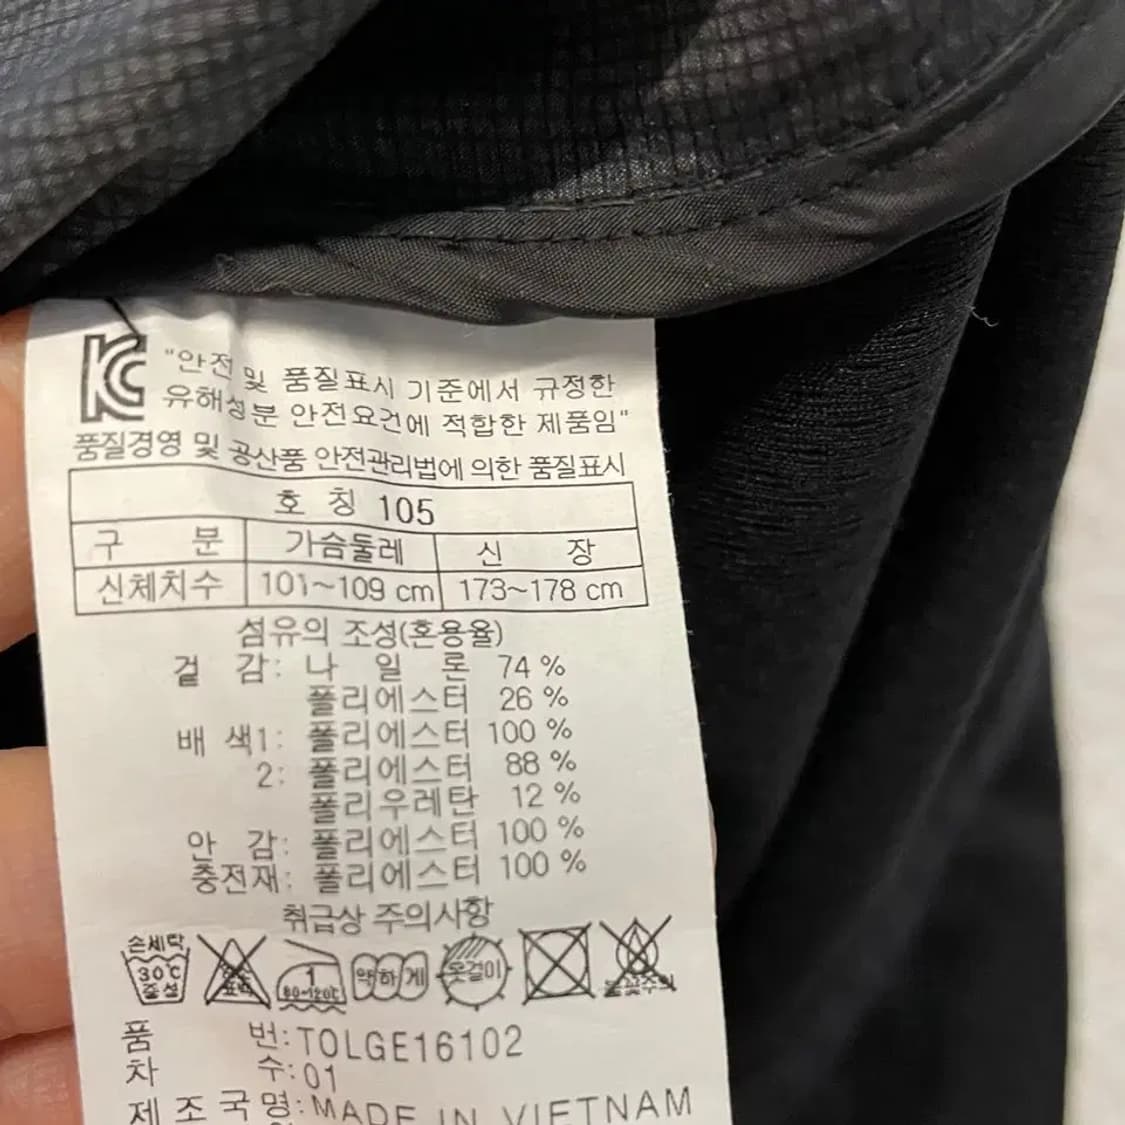 KC "안전 및 품질표시 기준에서 규정한
유해성분 안전요건에 적합한 제품임"
품질경영 및 공산품 안전관리법에 의한 품질표시
호 칭 105
구 분 가슴둘레 신 장
신체치수 101~109 cm 173~178 cm
섬유의 조성(혼용율)
겉 감: 나 일 론 74 %
폴리에스터 26 %
배 색1: 폴리에스터 100 %
2: 폴리에스터 88 %
폴리우레탄 12 %
안 감: 폴리에스터 100 %
충전재: 폴리에스터 100 %
취급상 주의사항
손세탁
30℃ 중성
1 80~120℃
약하게
옷걸이
불꽃주의
품 번: TOLGE16102
차 수: 01
제 조 국 명: MADE IN VIETNAM